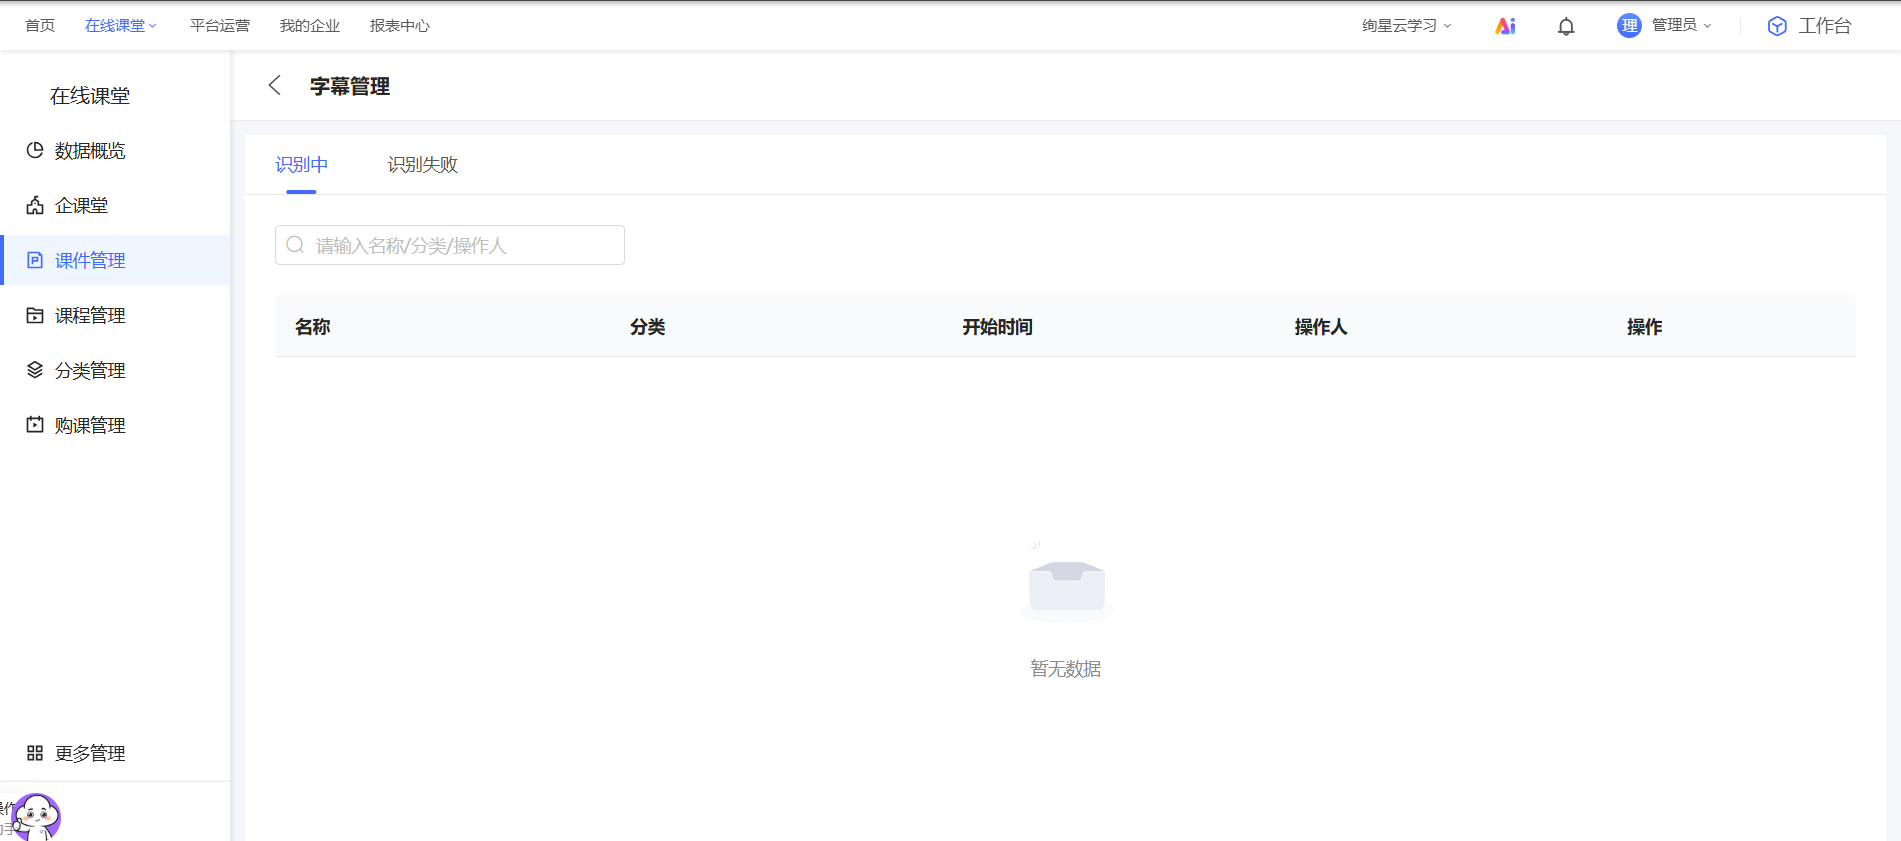 首页 在线课堂 平台运营 我的企业 报表中心 绚星云学习 Ai 理 管理员 工作台
在线课堂
数据概览
企课堂
课件管理
课程管理
分类管理
购课管理
更多管理
字幕管理
识别中 识别失败
请输入名称/分类/操作人
名称 分类 开始时间 操作人 操作
暂无数据